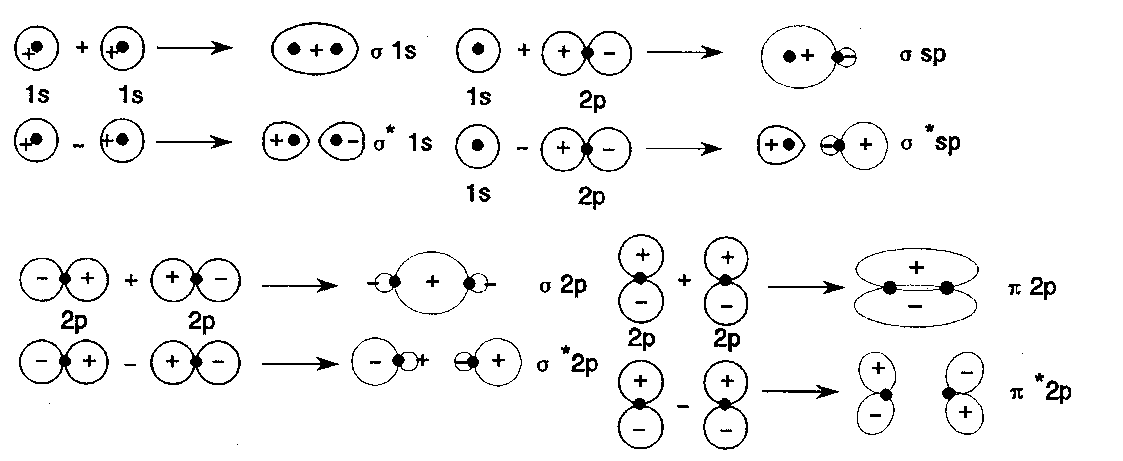 + + + + σ 1s
1s 1s
+ - + + - σ* 1s
+ + - + - σ sp
1s 2p
- + - + - + σ *sp
1s 2p
- + + + - - + - σ 2p
2p 2p
- + - + - - + - + σ *2p
+ + + + π 2p
- - -
2p 2p
+ - + + - π *2p
- - - +